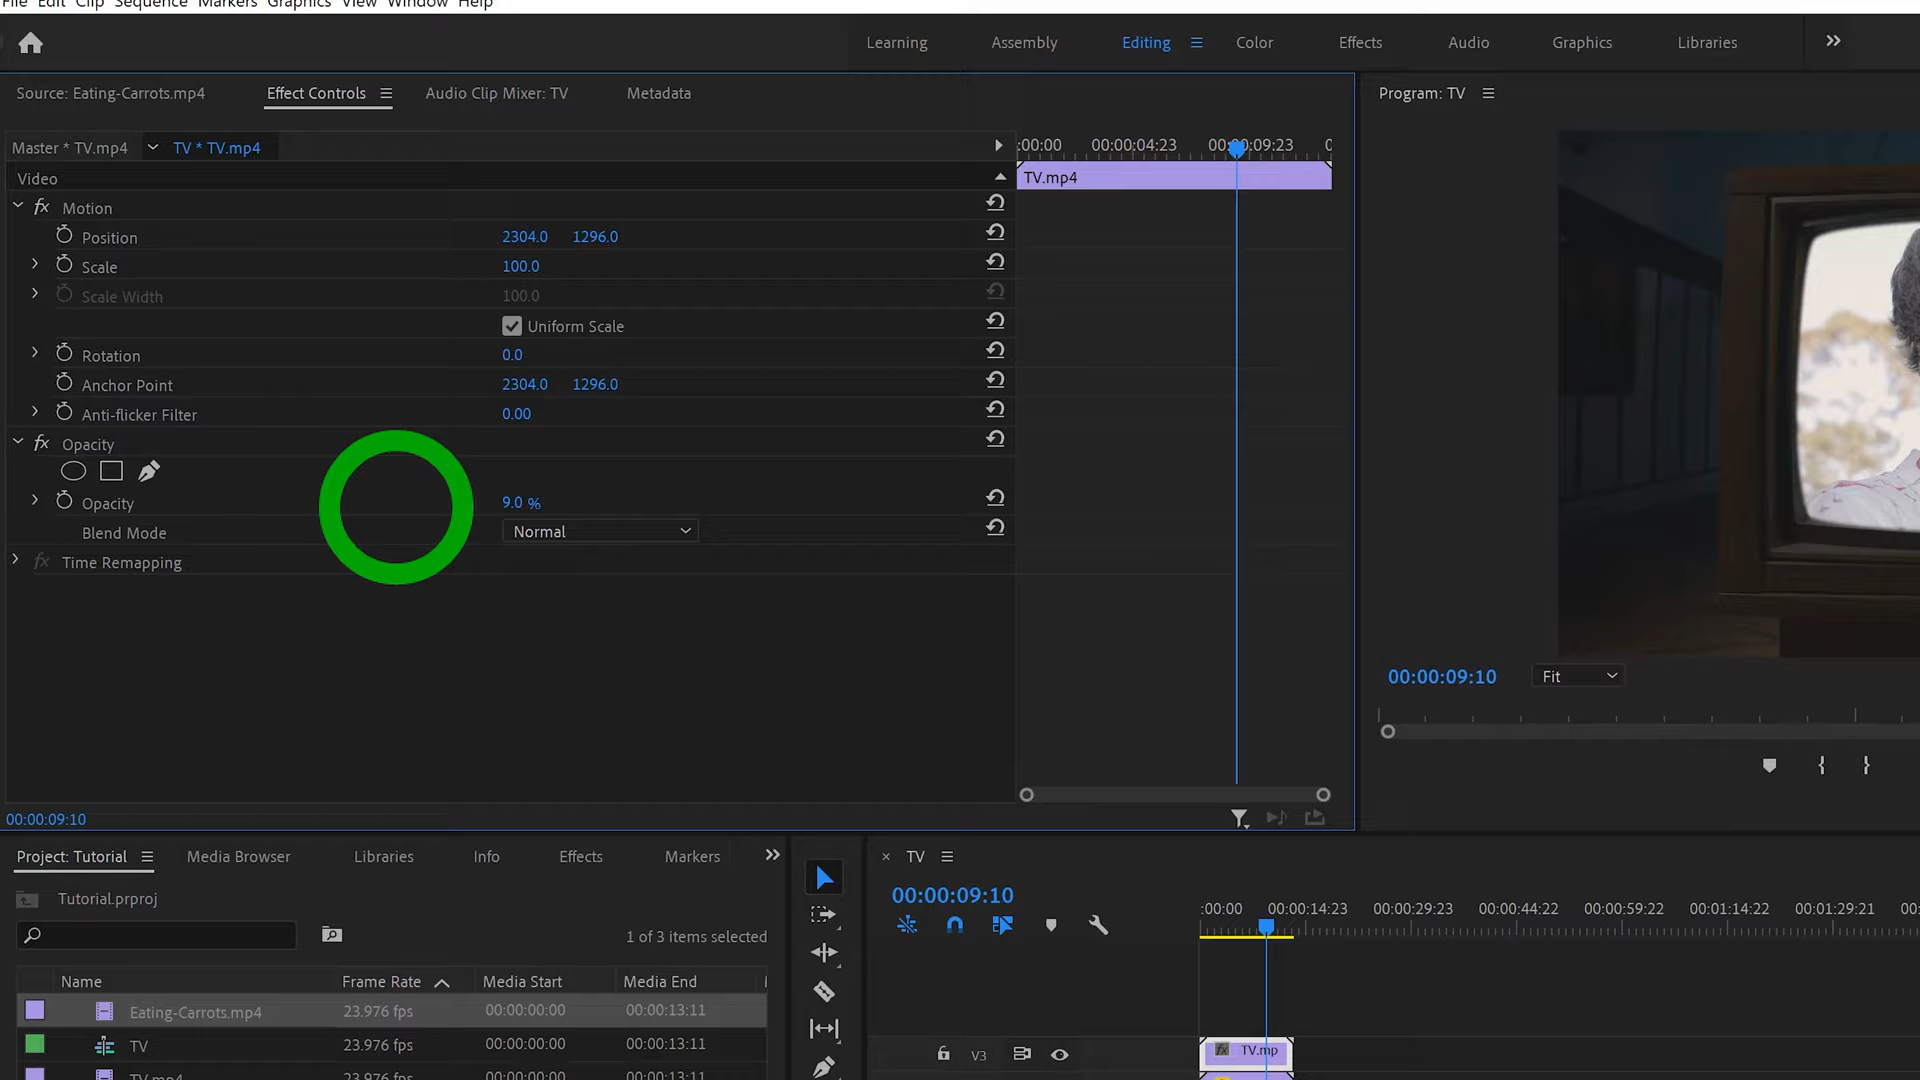 File Edit Clip Sequence Markers Graphics View Window Help
Learning Assembly Editing Color Effects Audio Graphics Libraries
Source: Eating-Carrots.mp4 Effect Controls Audio Clip Mixer: TV Metadata
Program: TV
Master * TV.mp4 TV * TV.mp4
:00:00 00:00:04:23 00:00:09:23 0
Video
TV.mp4
Motion
Position 2304.0 1296.0
Scale 100.0
Scale Width 100.0
Uniform Scale
Rotation 0.0
Anchor Point 2304.0 1296.0
Anti-flicker Filter 0.00
Opacity
Opacity 9.0 %
Blend Mode Normal
Time Remapping
00:00:09:10 Fit
00:00:09:10
Project: Tutorial Media Browser Libraries Info Effects Markers
Tutorial.prproj
1 of 3 items selected
Name Frame Rate Media Start Media End
Eating-Carrots.mp4 23.976 fps 00:00:00:00 00:00:13:11
TV 23.976 fps 00:00:00:00 00:00:13:11
TV.mp4 23.976 fps 00:00:00:00 00:00:13:11
× TV
00:00:09:10
:00:00 00:00:14:23 00:00:29:23 00:00:44:22 00:00:59:22 00:01:14:22 00:01:29:21 00:
V3 TV.mp